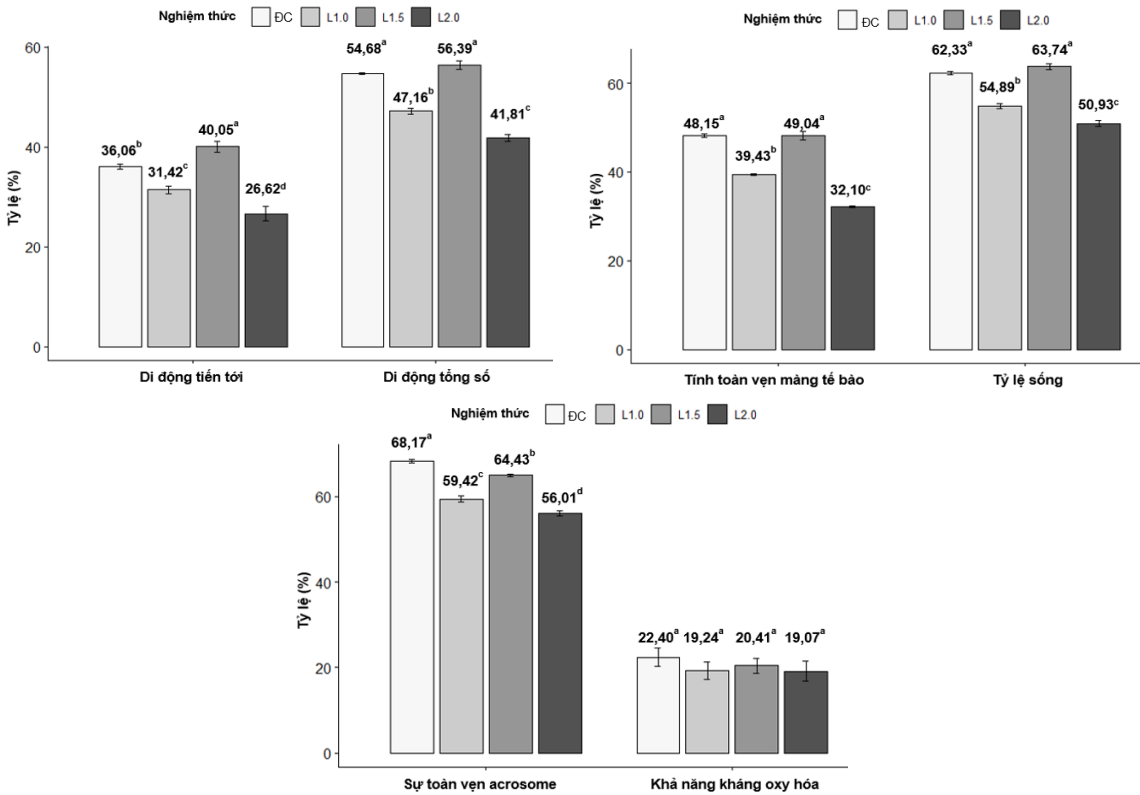 Nghiệm thức ĐC L1.0 L1.5 L2.0
Tỷ lệ (%)
60
40
20
0
36,06ᵇ 31,42ᶜ 40,05ᵃ 26,62ᵈ
54,68ᵃ 47,16ᵇ 56,39ᵃ 41,81ᶜ
Di động tiến tới Di động tổng số
Nghiệm thức ĐC L1.0 L1.5 L2.0
Tỷ lệ (%)
60
40
20
0
48,15ᵃ 39,43ᵇ 49,04ᵃ 32,10ᶜ
62,33ᵃ 54,89ᵇ 63,74ᵃ 50,93ᶜ
Tính toàn vẹn màng tế bào Tỷ lệ sống
Nghiệm thức ĐC L1.0 L1.5 L2.0
Tỷ lệ (%)
60
40
20
0
68,17ᵃ 59,42ᶜ 64,43ᵇ 56,01ᵈ
22,40ᵃ 19,24ᵃ 20,41ᵃ 19,07ᵃ
Sự toàn vẹn acrosome Khả năng kháng oxy hóa